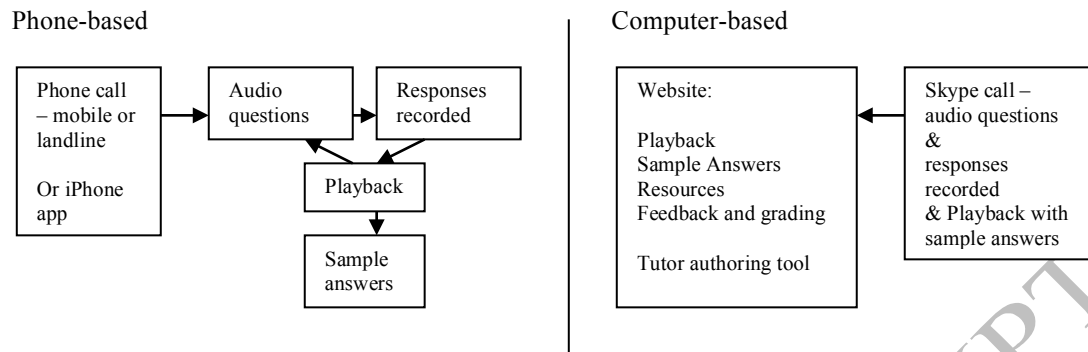 Phone-based
Phone call
– mobile or
landline
Or iPhone
app
Audio
questions
Responses
recorded
Playback
Sample
answers
Computer-based
Website:
Playback
Sample Answers
Resources
Feedback and grading
Tutor authoring tool
Skype call –
audio questions
&
responses
recorded
& Playback with
sample answers